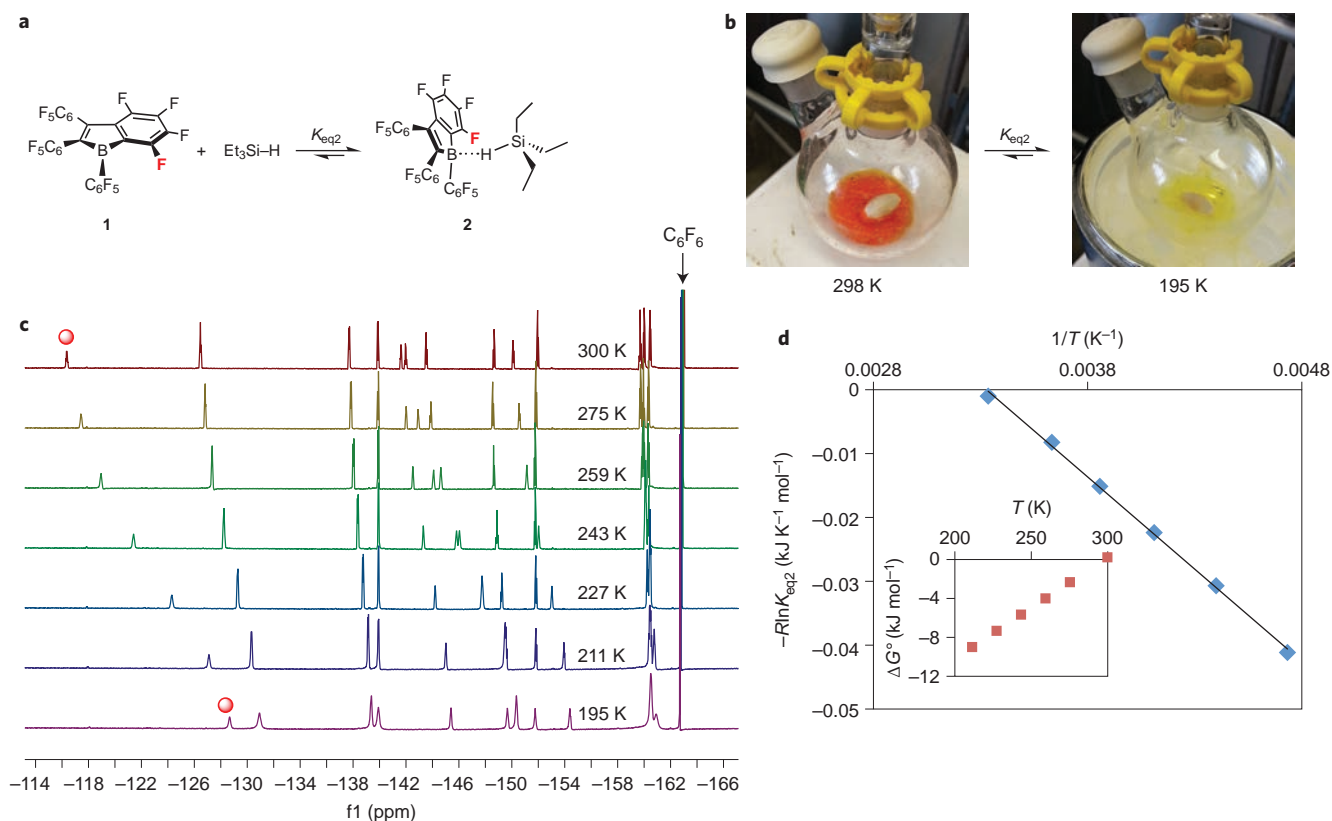 a
F
F
F
F
F5C6
F5C6
B
C6F5
1
+
Et3Si–H
Keq2
F
F
F
F
F5C6
F5C6
B
H
Si
C6F5
2
b
Keq2
298 K
195 K
c
C6F6
300 K
275 K
259 K
243 K
227 K
211 K
195 K
−114 −118 −122 −126 −130 −134 −138 −142 −146 −150 −154 −158 −162 −166
f1 (ppm)
d
1/T (K−1)
0.0028 0.0038 0.0048
0
−0.01
−0.02
−0.03
−0.04
−0.05
−RlnKeq2 (kJ K−1 mol−1)
T (K)
200 250 300
0
−4
−8
−12
ΔG° (kJ mol−1)